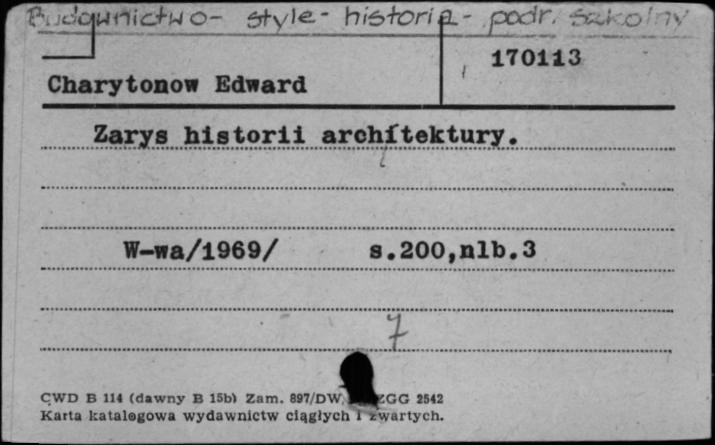 Budownictwo - style - historia - podr. szkolny
170113
Charytonow Edward
Zarys historii architektury.
W-wa/1969/ s.200,nlb.3
7
CWD B 114 (dawny B 15b) Zam. 897/DW ZGG 2542
Karta katalogowa wydawnictw ciągłych i zwartych.